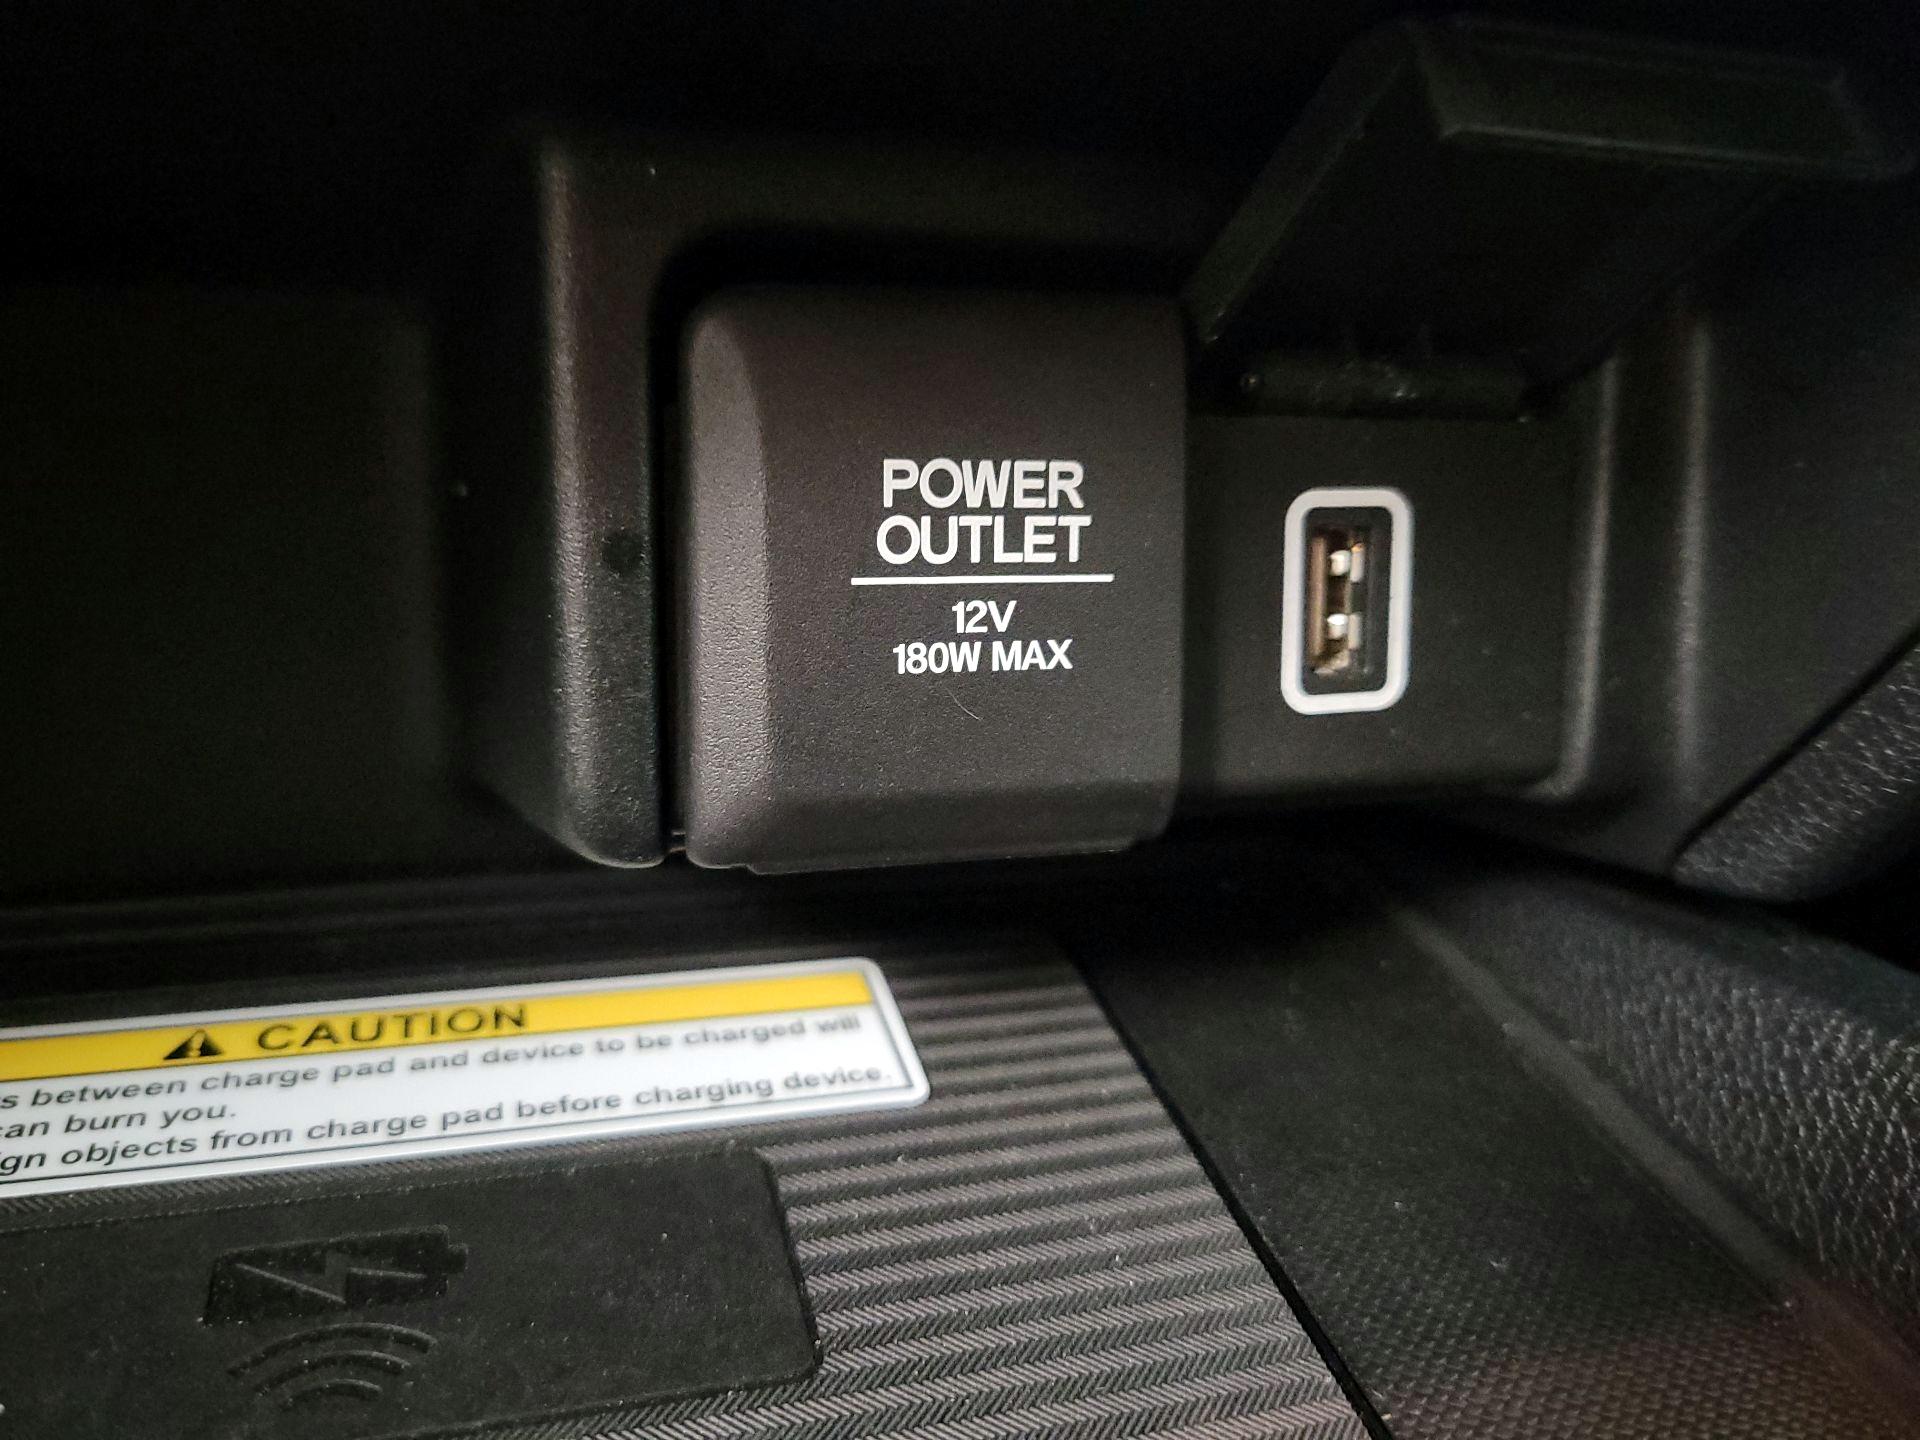 POWER
OUTLET
12V
180W MAX
CAUTION
between charge pad and device to be charged will
burn you.
objects from charge pad before charging device.